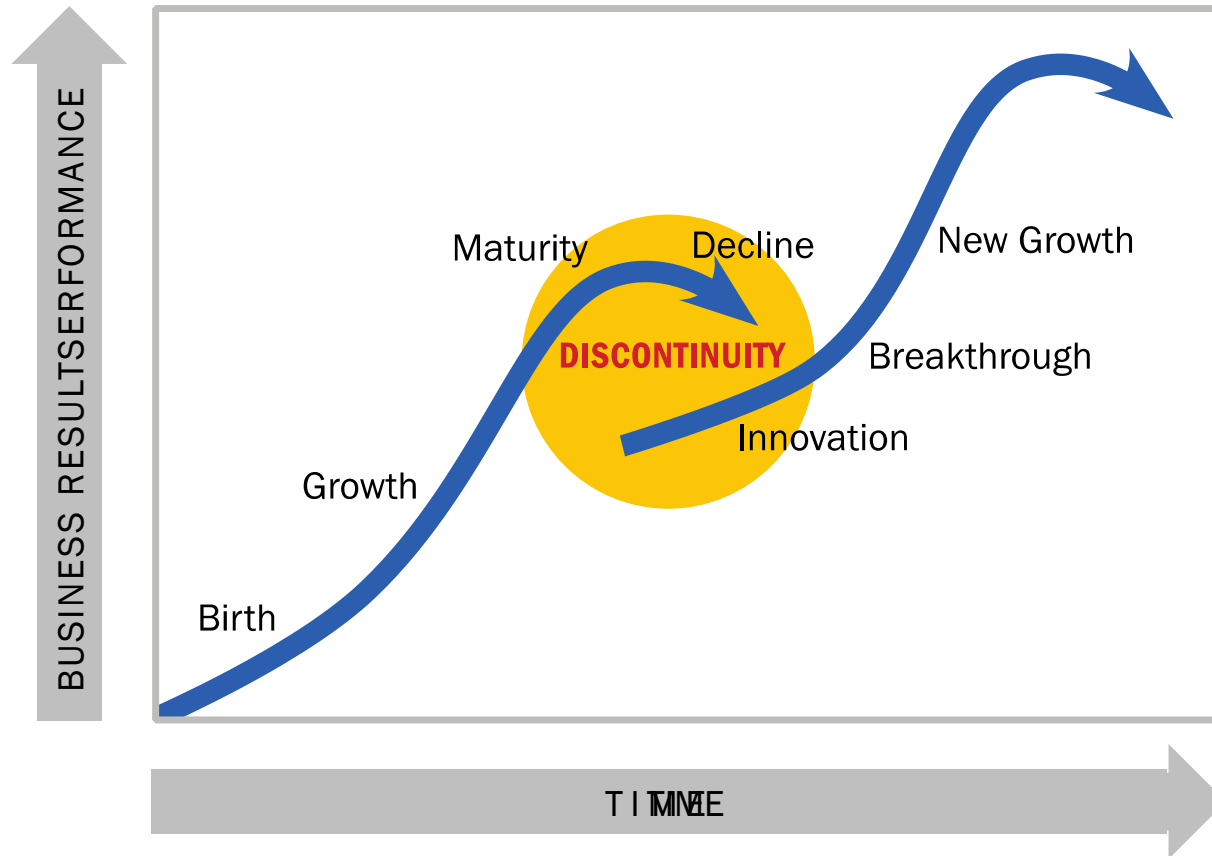 BUSINESS RESULTSERFORMANCE
Maturity
Decline
New Growth
DISCONTINUITY
Breakthrough
Innovation
Growth
Birth